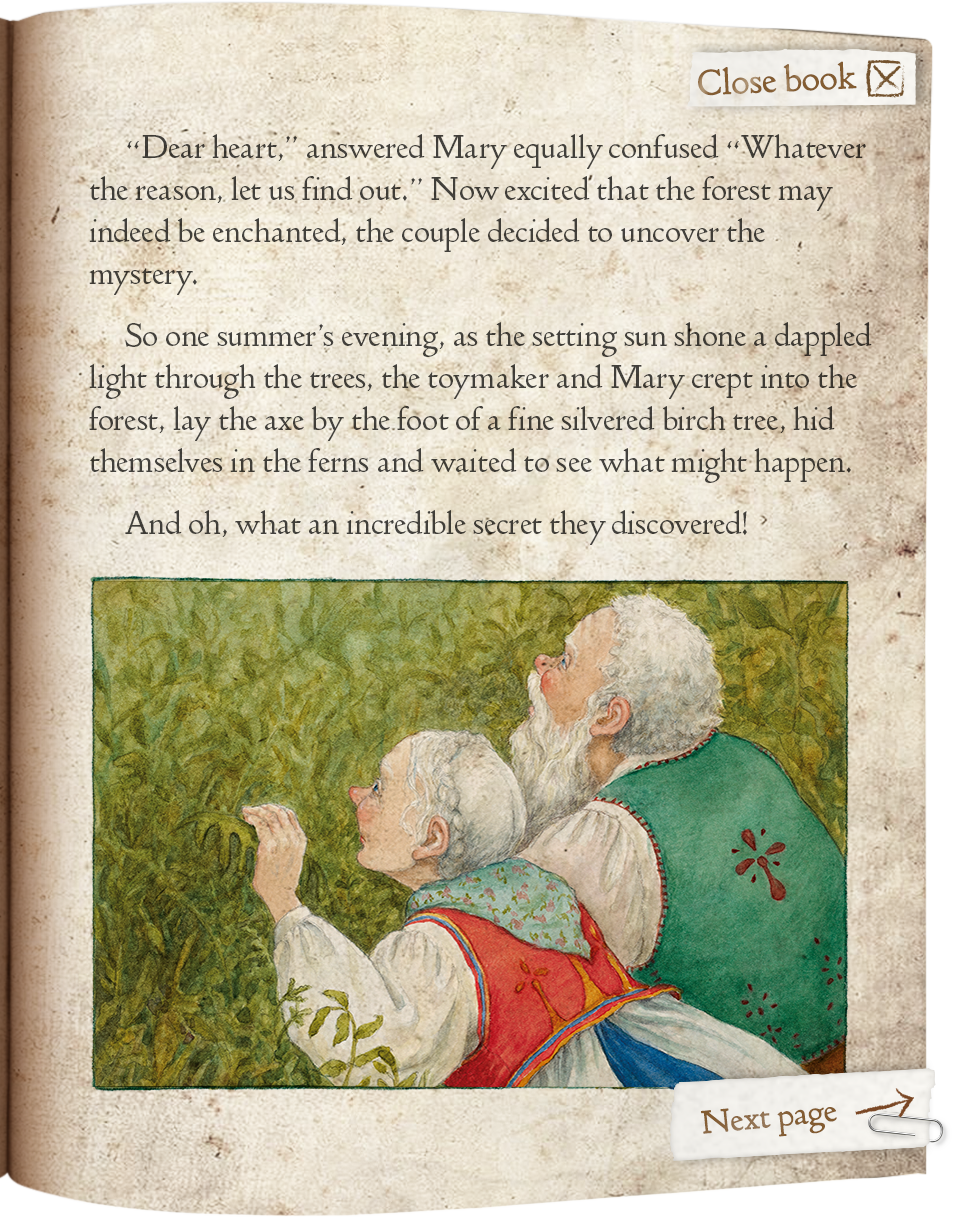 Close book
“Dear heart,” answered Mary equally confused “Whatever
the reason, let us find out.” Now excited that the forest may
indeed be enchanted, the couple decided to uncover the
mystery.
So one summer’s evening, as the setting sun shone a dappled
light through the trees, the toymaker and Mary crept into the
forest, lay the axe by the foot of a fine silvered birch tree, hid
themselves in the ferns and waited to see what might happen.
And oh, what an incredible secret they discovered!
Next page